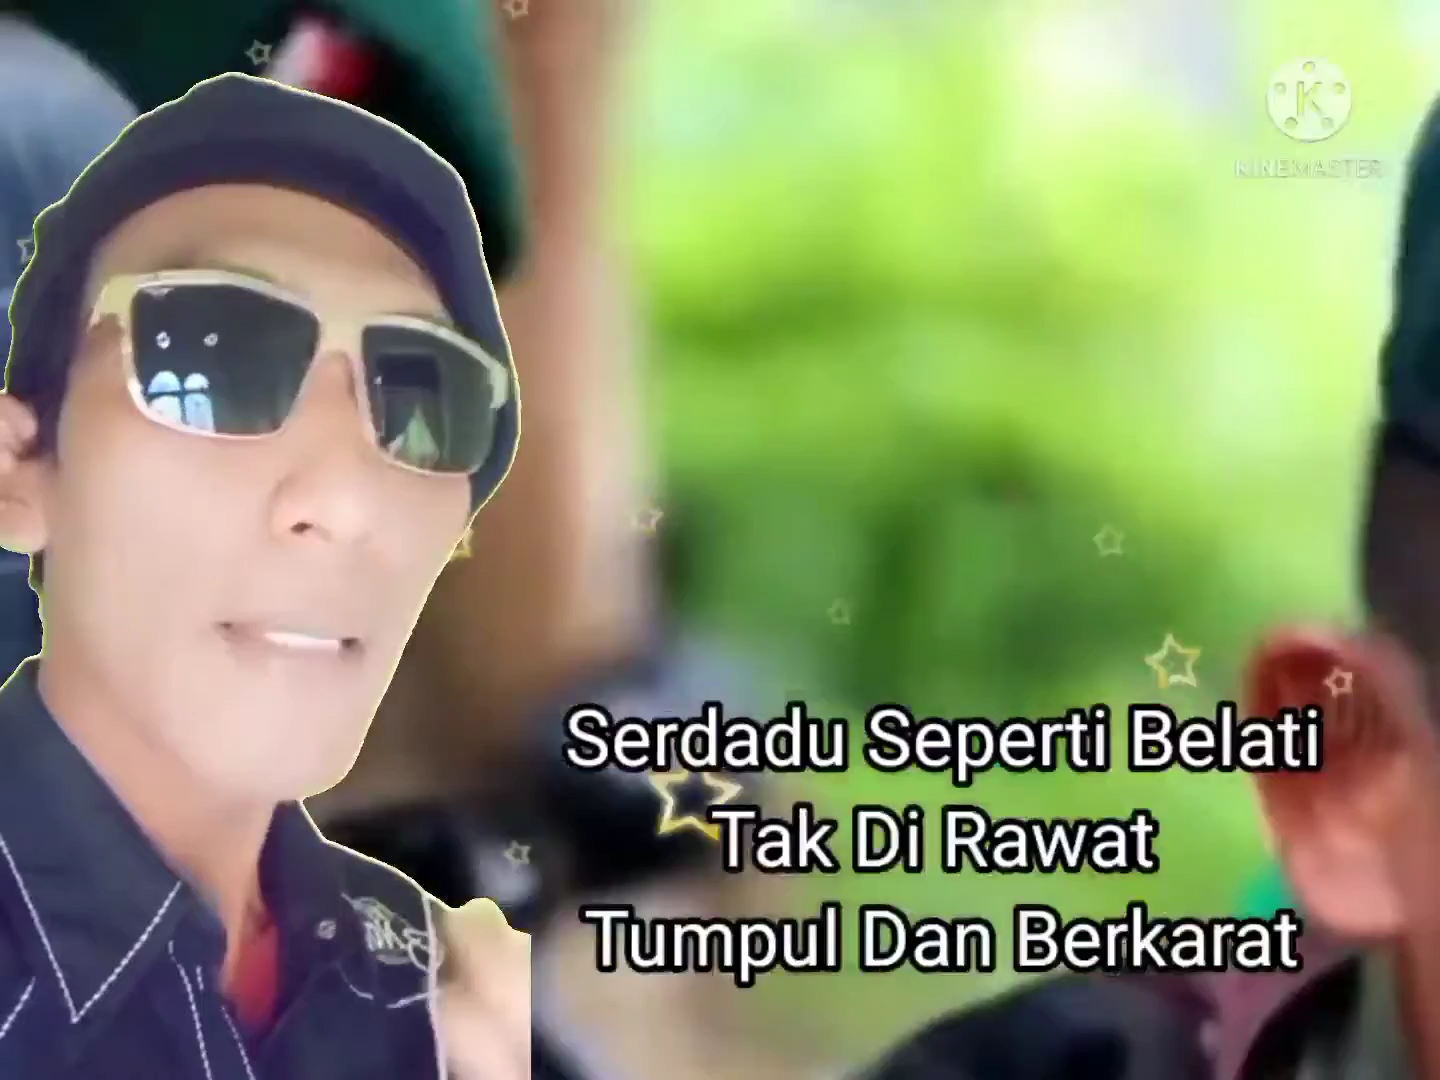 KINEMASTER
Serdadu Seperti Belati
Tak Di Rawat
Tumpul Dan Berkarat